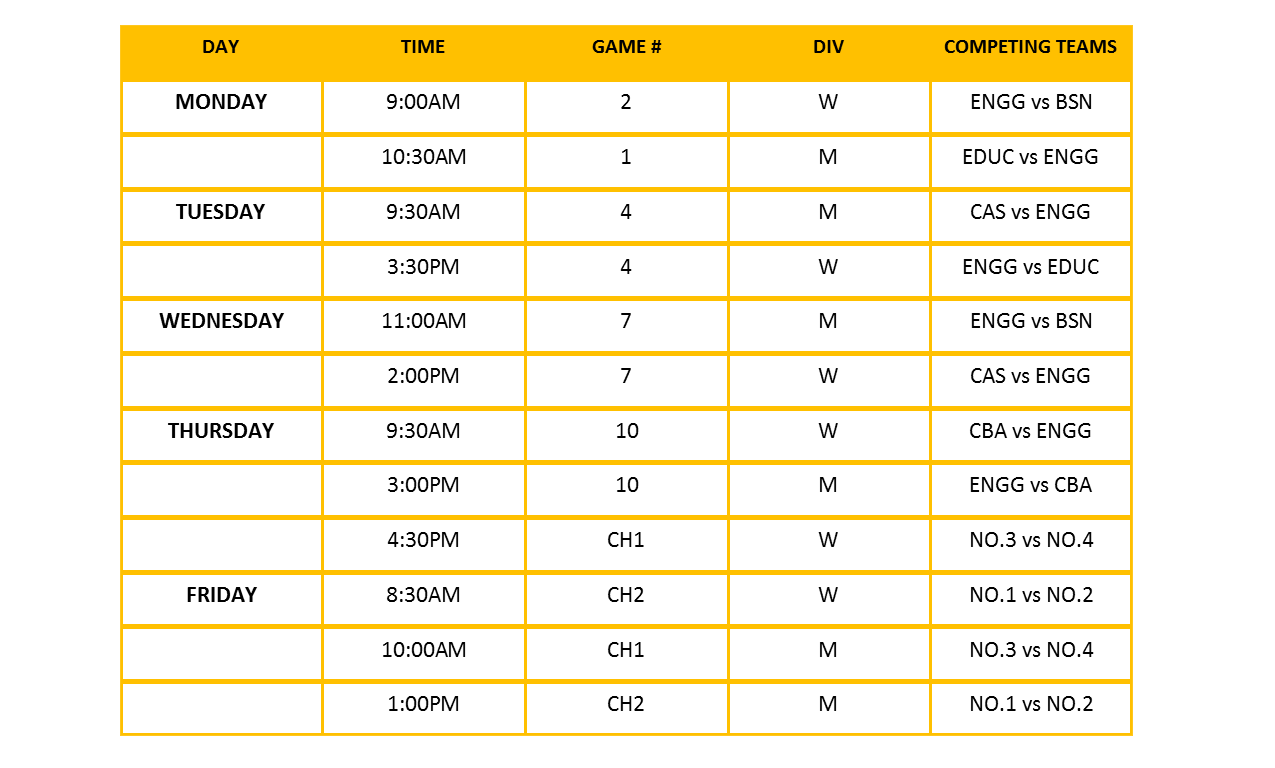 DAY TIME GAME # DIV COMPETING TEAMS
MONDAY 9:00AM 2 W ENGG vs BSN
10:30AM 1 M EDUC vs ENGG
TUESDAY 9:30AM 4 M CAS vs ENGG
3:30PM 4 W ENGG vs EDUC
WEDNESDAY 11:00AM 7 M ENGG vs BSN
2:00PM 7 W CAS vs ENGG
THURSDAY 9:30AM 10 W CBA vs ENGG
3:00PM 10 M ENGG vs CBA
4:30PM CH1 W NO.3 vs NO.4
FRIDAY 8:30AM CH2 W NO.1 vs NO.2
10:00AM CH1 M NO.3 vs NO.4
1:00PM CH2 M NO.1 vs NO.2